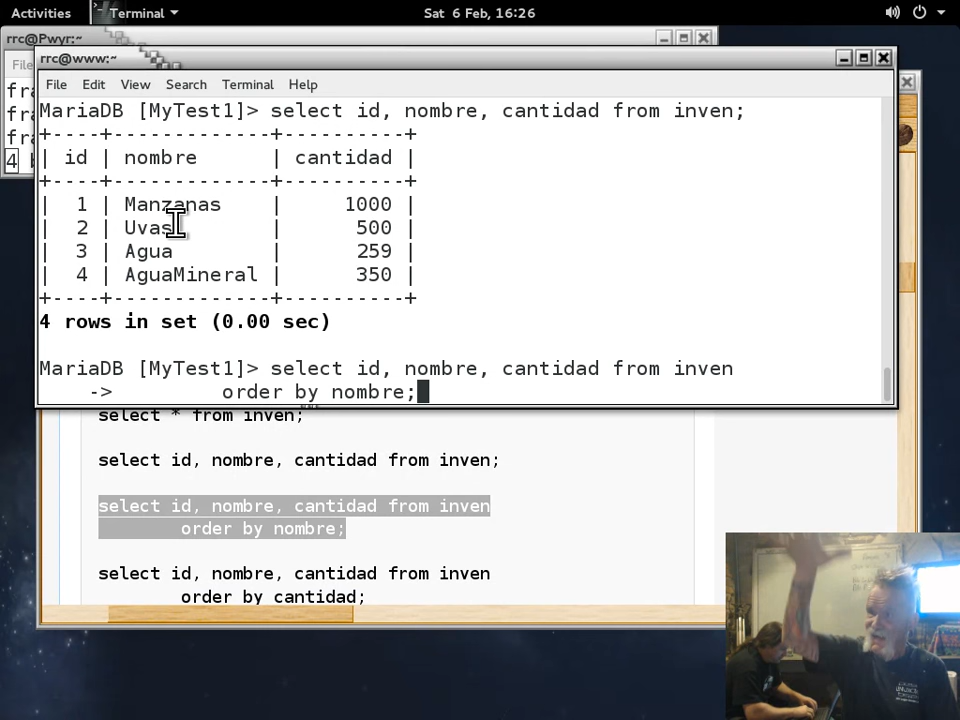 Activities
Terminal
Sat 6 Feb, 16:26
rrc@Pwyr:~
rrc@www:~
File Edit View Search Terminal Help
MariaDB [MyTest1]> select id, nombre, cantidad from inven;
+----+-------------+----------+
| id | nombre      | cantidad |
+----+-------------+----------+
|  1 | Manzanas    |     1000 |
|  2 | Uvas        |      500 |
|  3 | Agua        |      259 |
|  4 | AguaMineral |      350 |
+----+-------------+----------+
4 rows in set (0.00 sec)
MariaDB [MyTest1]> select id, nombre, cantidad from inven
    ->         order by nombre;
select * from inven;
select id, nombre, cantidad from inven;
select id, nombre, cantidad from inven
order by nombre;
select id, nombre, cantidad from inven
order by cantidad;